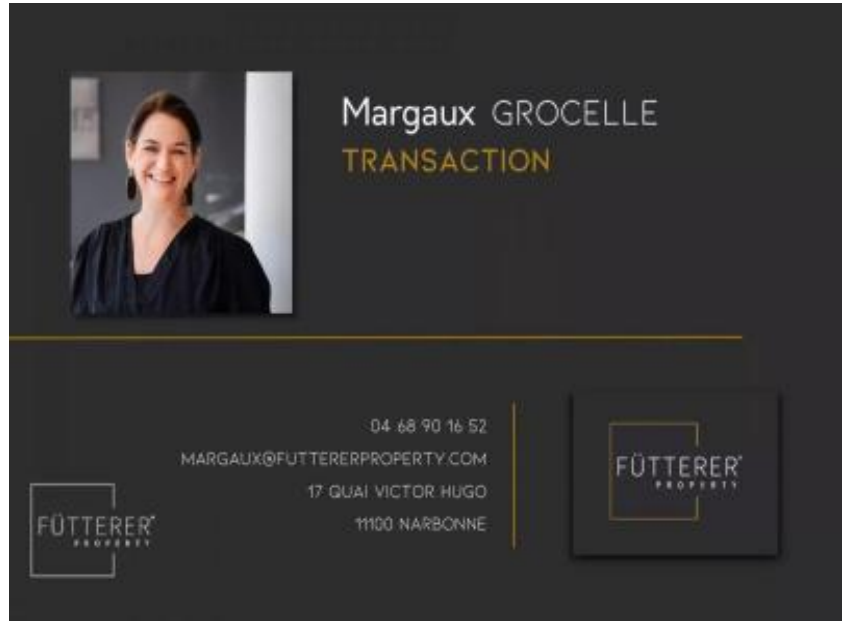 Margaux GROCELLE
TRANSACTION
04 68 90 16 52
MARGAUX@FUTTERERPROPERTY.COM
17 QUAI VICTOR HUGO
11100 NARBONNE
FÜTTERER®
PROPERTY
FÜTTERER®
PROPERTY